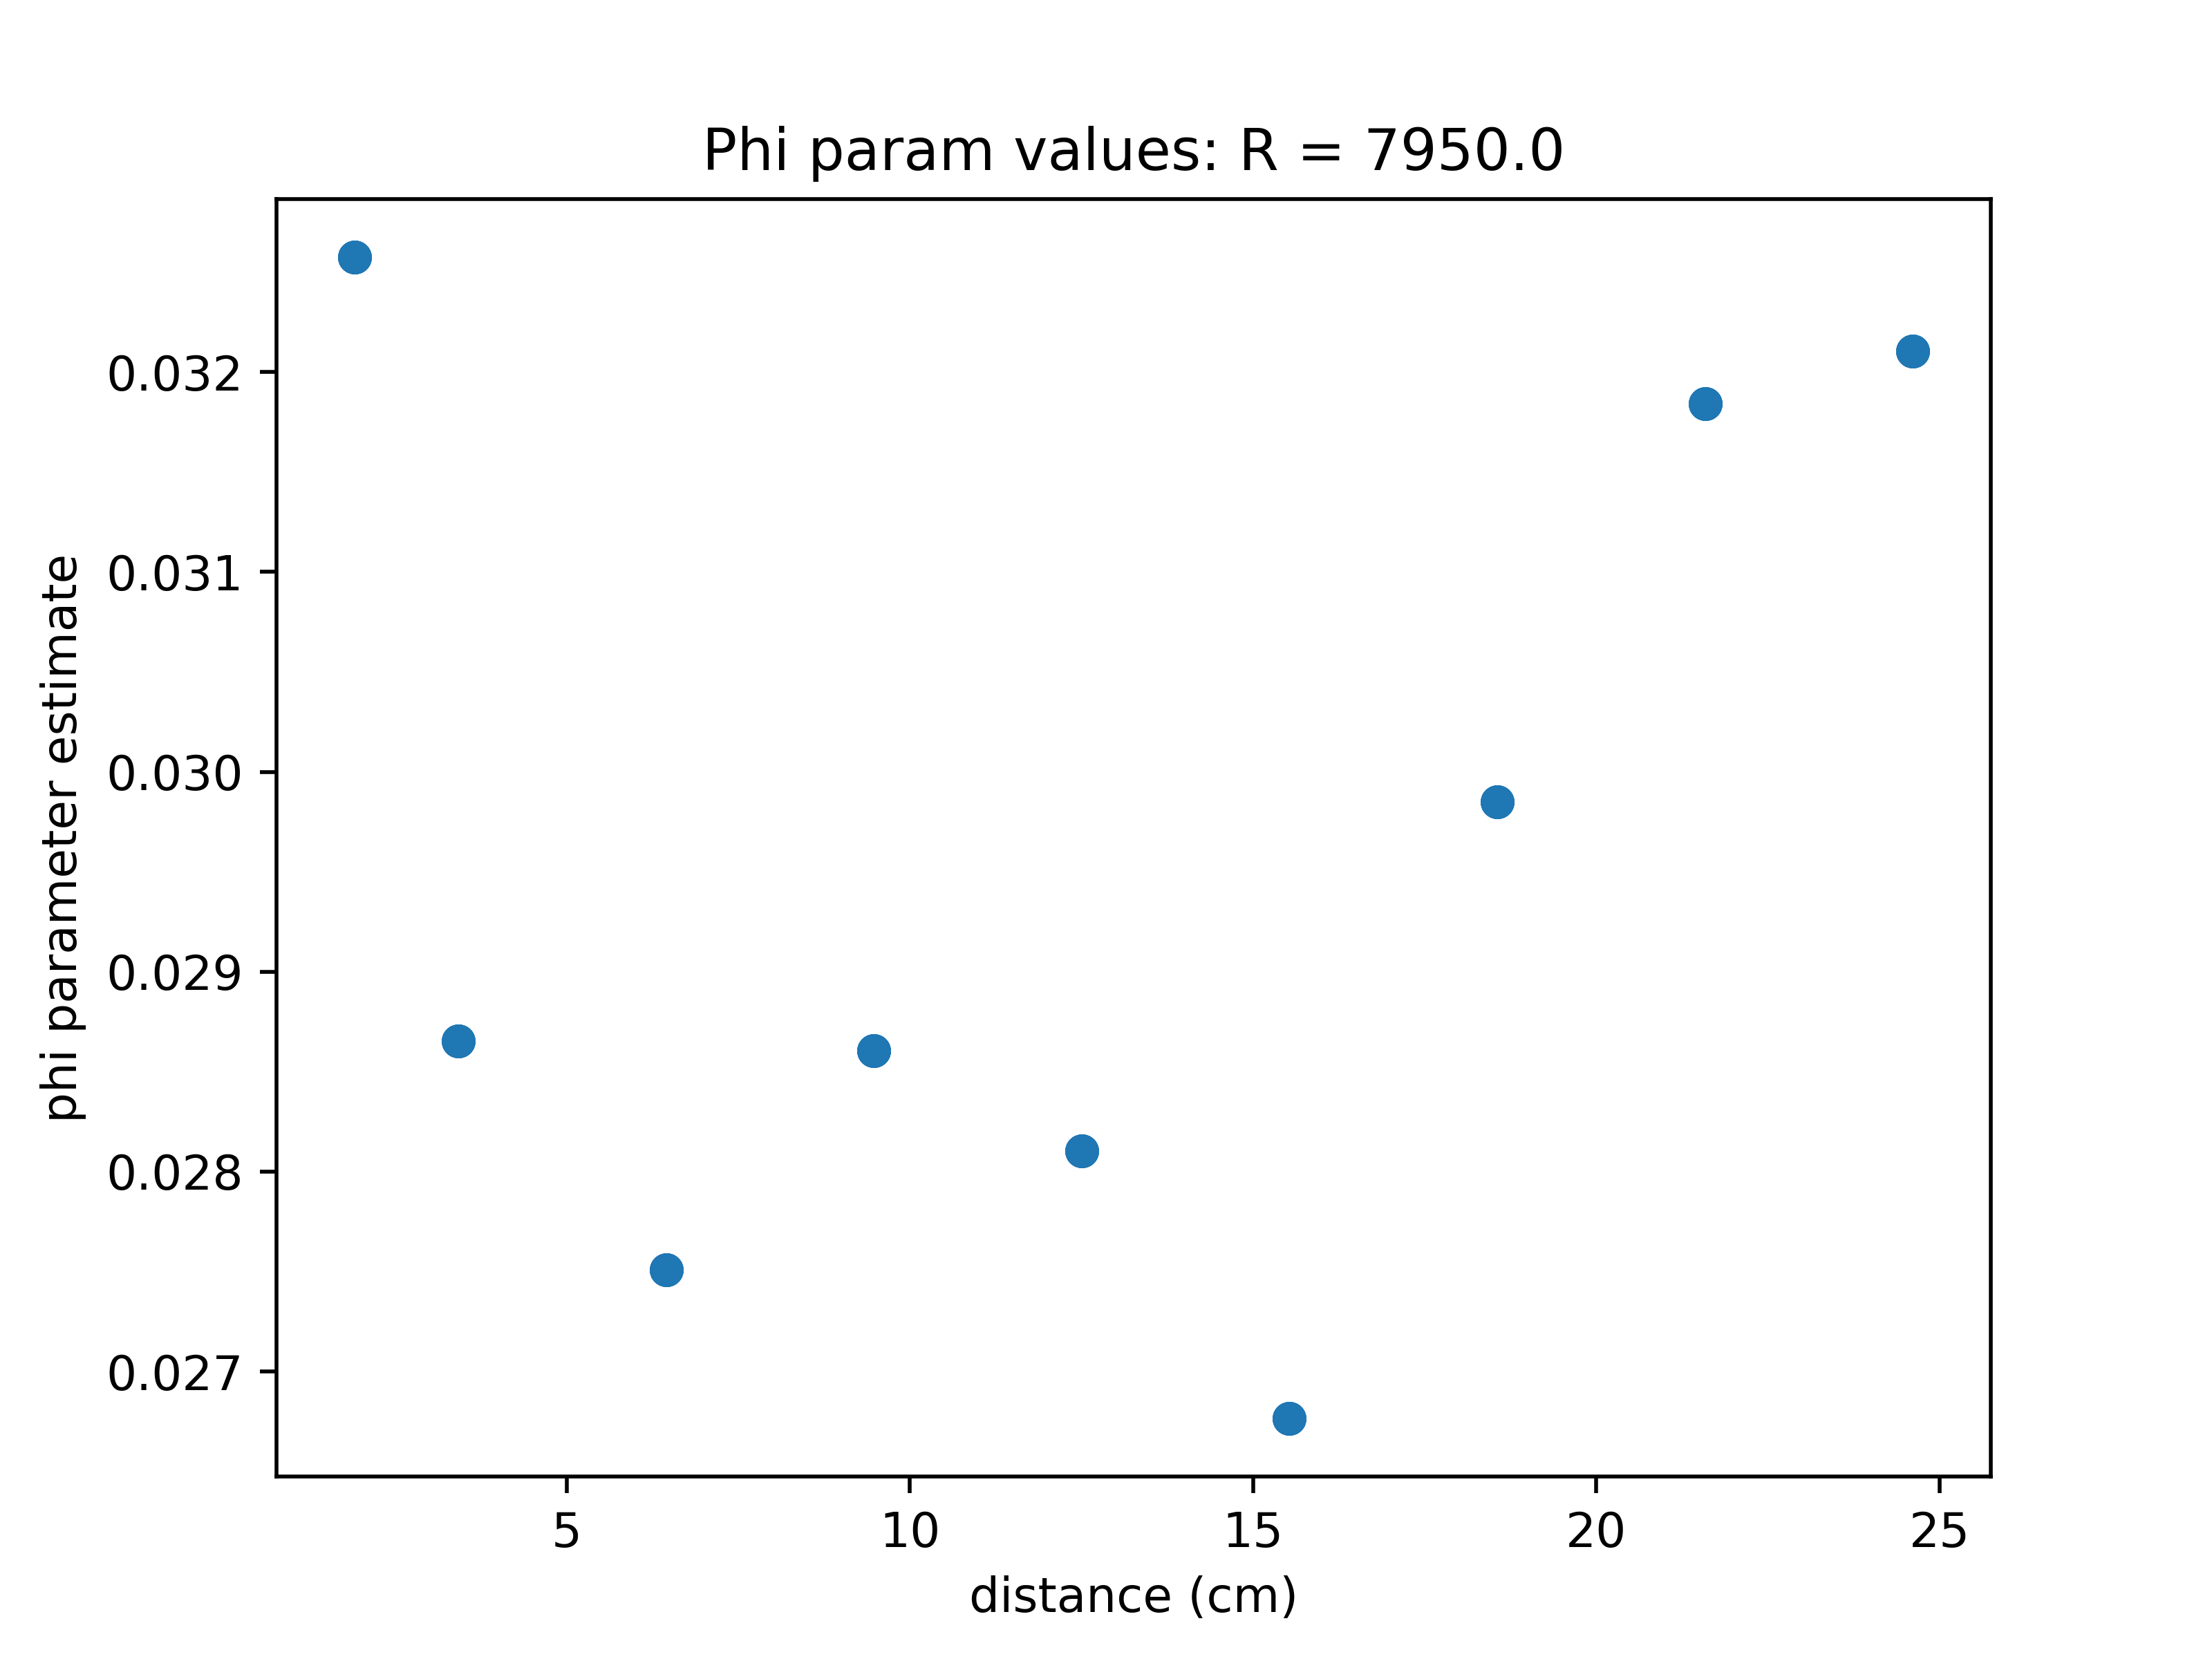 Phi param values: R = 7950.0
phi parameter estimate
0.032
0.031
0.030
0.029
0.028
0.027
5 10 15 20 25
distance (cm)